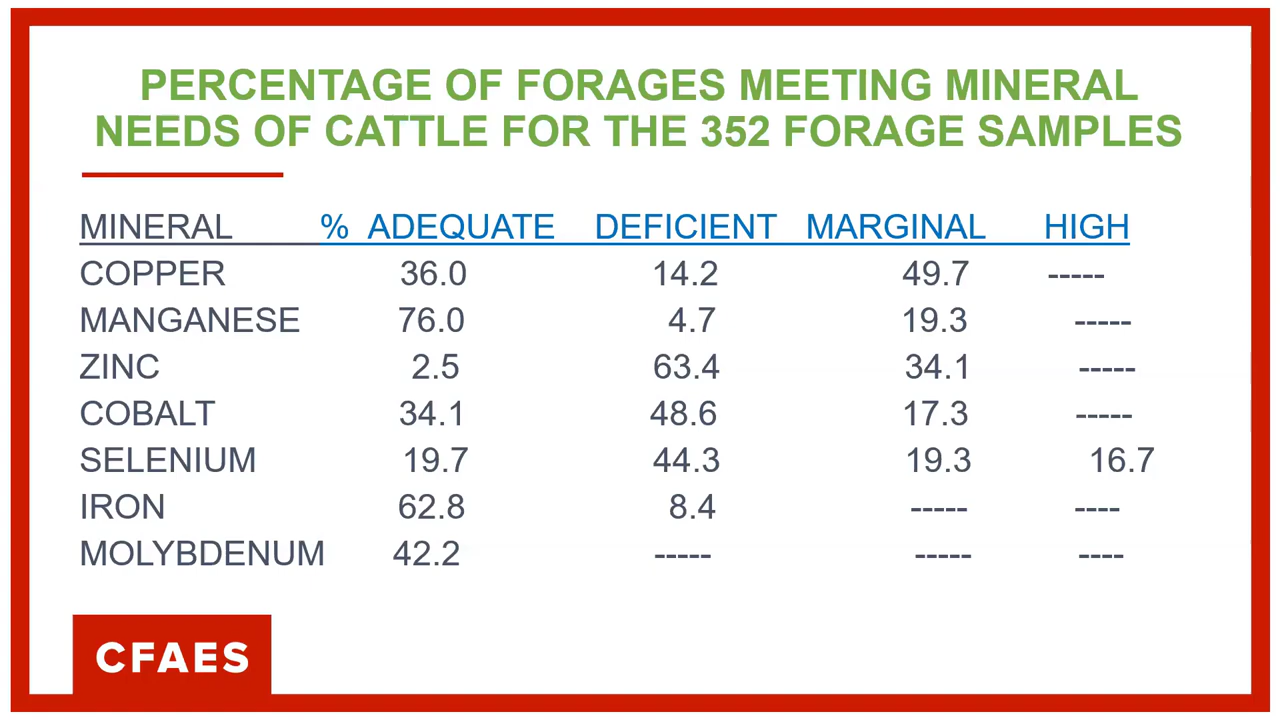 PERCENTAGE OF FORAGES MEETING MINERAL
NEEDS OF CATTLE FOR THE 352 FORAGE SAMPLES
MINERAL % ADEQUATE DEFICIENT MARGINAL HIGH
COPPER 36.0 14.2 49.7 -----
MANGANESE 76.0 4.7 19.3 -----
ZINC 2.5 63.4 34.1 -----
COBALT 34.1 48.6 17.3 -----
SELENIUM 19.7 44.3 19.3 16.7
IRON 62.8 8.4 ----- ----
MOLYBDENUM 42.2 ----- ----- ----
CFAES